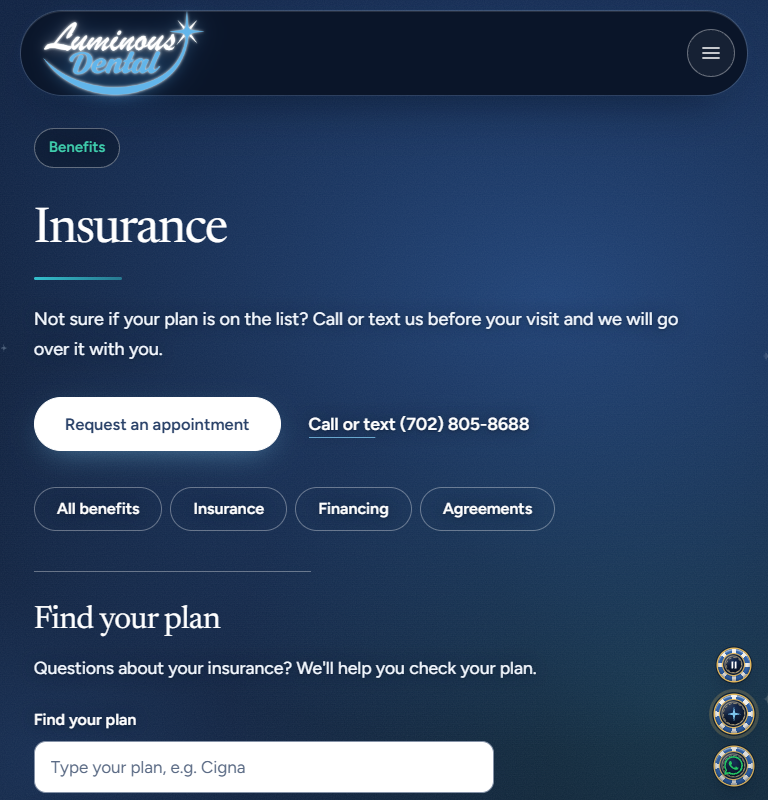 Luminous
Dental
Benefits
Insurance
Not sure if your plan is on the list? Call or text us before your visit and we will go
over it with you.
Request an appointment
Call or text (702) 805-8688
All benefits
Insurance
Financing
Agreements
Find your plan
Questions about your insurance? We'll help you check your plan.
Find your plan
Type your plan, e.g. Cigna